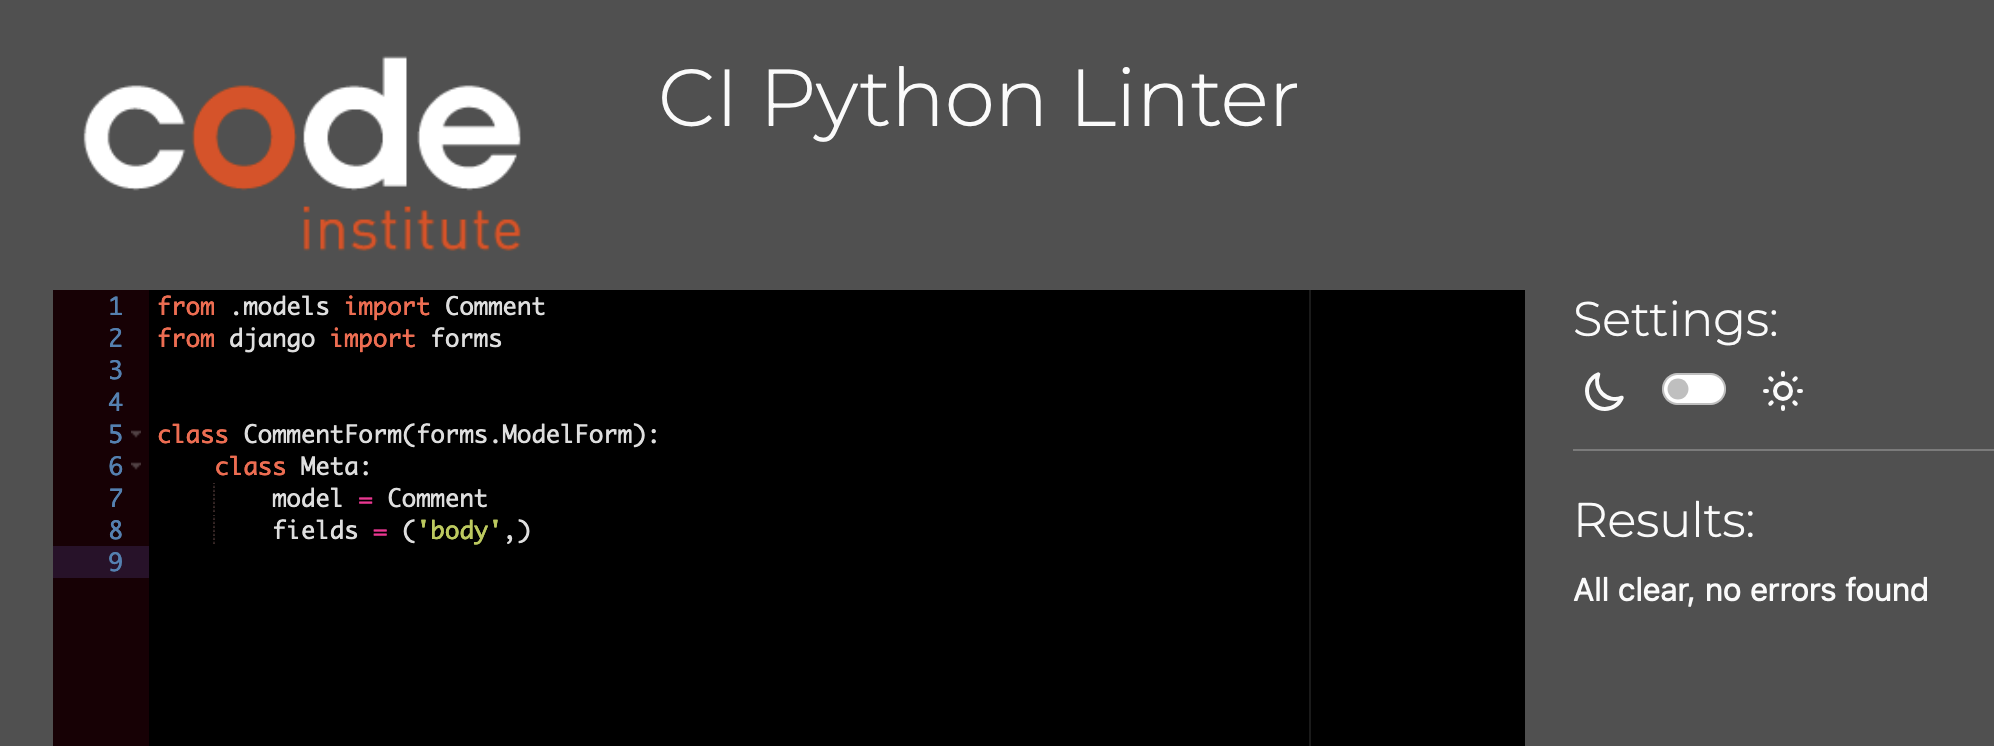 code
institute
CI Python Linter
1 from .models import Comment
2 from django import forms
3
4
5 class CommentForm(forms.ModelForm):
6     class Meta:
7         model = Comment
8         fields = ('body',)
9
Settings:
Results:
All clear, no errors found